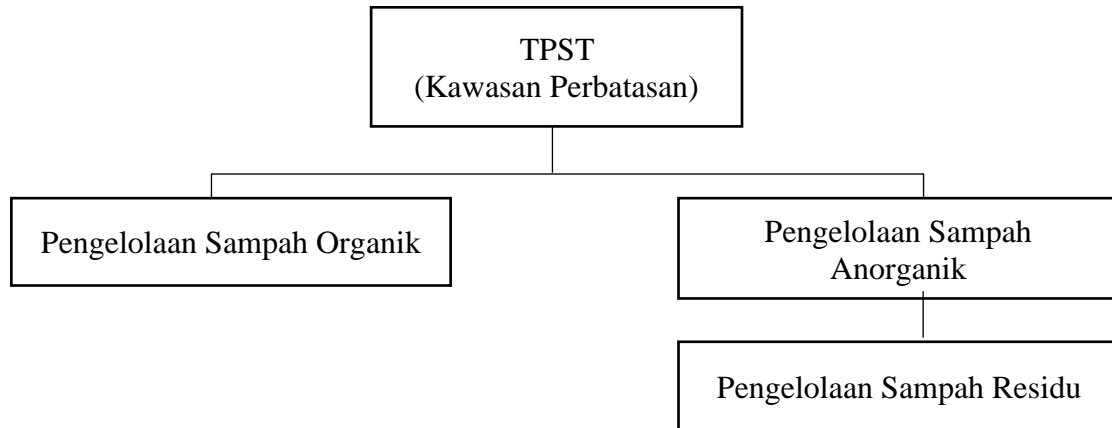 TPST
(Kawasan Perbatasan)
Pengelolaan Sampah Organik
Pengelolaan Sampah
Anorganik
Pengelolaan Sampah Residu